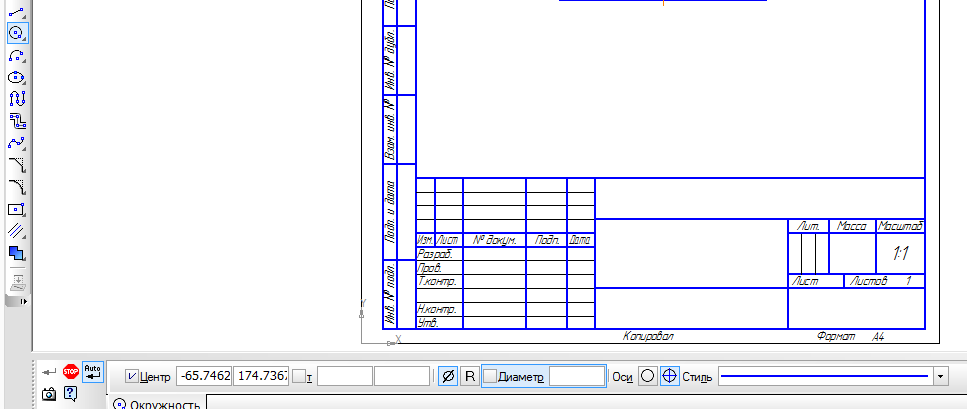 Инв. № дубл.
Взам. инв. №
Подп. и дата
Инв. № подл.
Изм. Лист № докум. Подп. Дата
Разраб.
Пров.
Т.контр.
Н.контр.
Утв.
Лит. Масса Масштаб
1:1
Лист Листов 1
Копировал Формат А4
Y
X
STOP Auto Центр -65.7462 174.7367 т R Диаметр Оси Стиль
Окружность